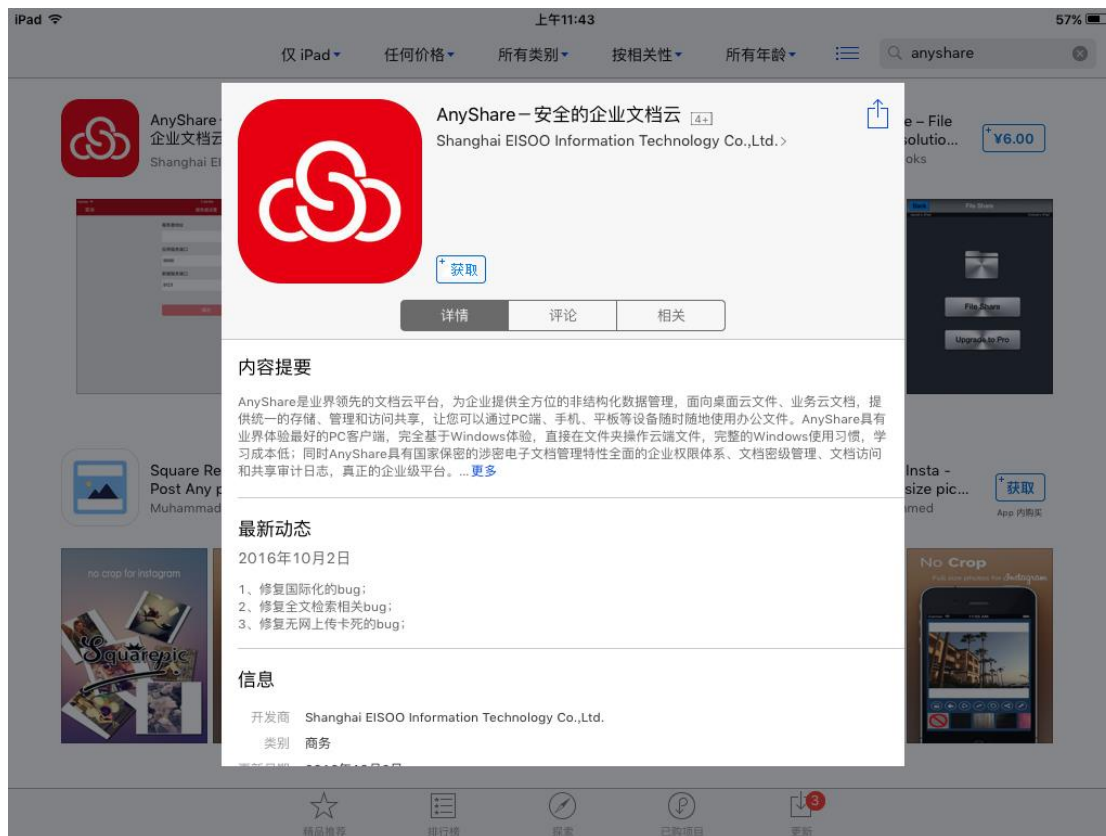 iPad
上午11:43
57%
仅 iPad
任何价格
所有类别
按相关性
所有年龄
anyshare
AnyShare
企业文档云
Shanghai EI
e – File
solutio...
ooks
+¥6.00
AnyShare－安全的企业文档云 4+
Shanghai EISOO Information Technology Co.,Ltd. >
+获取
详情
评论
相关
内容提要
AnyShare是业界领先的文档云平台，为企业提供全方位的非结构化数据管理，面向桌面云文件、业务云文档，提
供统一的存储、管理和访问共享，让您可以通过PC端、手机、平板等设备随时随地使用办公文件。AnyShare具有
业界体验最好的PC客户端，完全基于Windows体验，直接在文件夹操作云端文件，完整的Windows使用习惯，学
习成本低；同时AnyShare具有国家保密的涉密电子文档管理特性全面的企业权限体系、文档密级管理、文档访问
和共享审计日志，真正的企业级平台。...更多
最新动态
2016年10月2日
1、修复国际化的bug；
2、修复全文检索相关bug；
3、修复无网上传卡死的bug；
信息
开发商 Shanghai EISOO Information Technology Co.,Ltd.
类别 商务
Back
File Share
File Share
Upgrade to Pro
Square Re
Post Any p
Muhammad
Insta -
size pic...
med
+获取
App 内购买
no crop for instagram
Squarepic
No Crop
Full size photos for Instagram
精品推荐
排行榜
探索
已购项目
更新
3